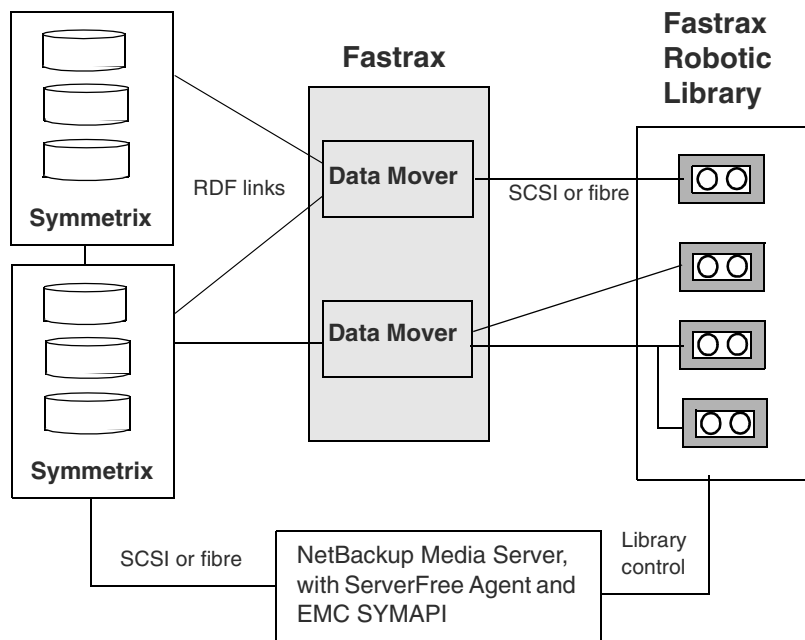 Fastrax
Robotic
Library
Fastrax
Data Mover
RDF links
SCSI or fibre
Symmetrix
Data Mover
Symmetrix
SCSI or fibre
NetBackup Media Server,
with ServerFree Agent and
EMC SYMAPI
Library
control